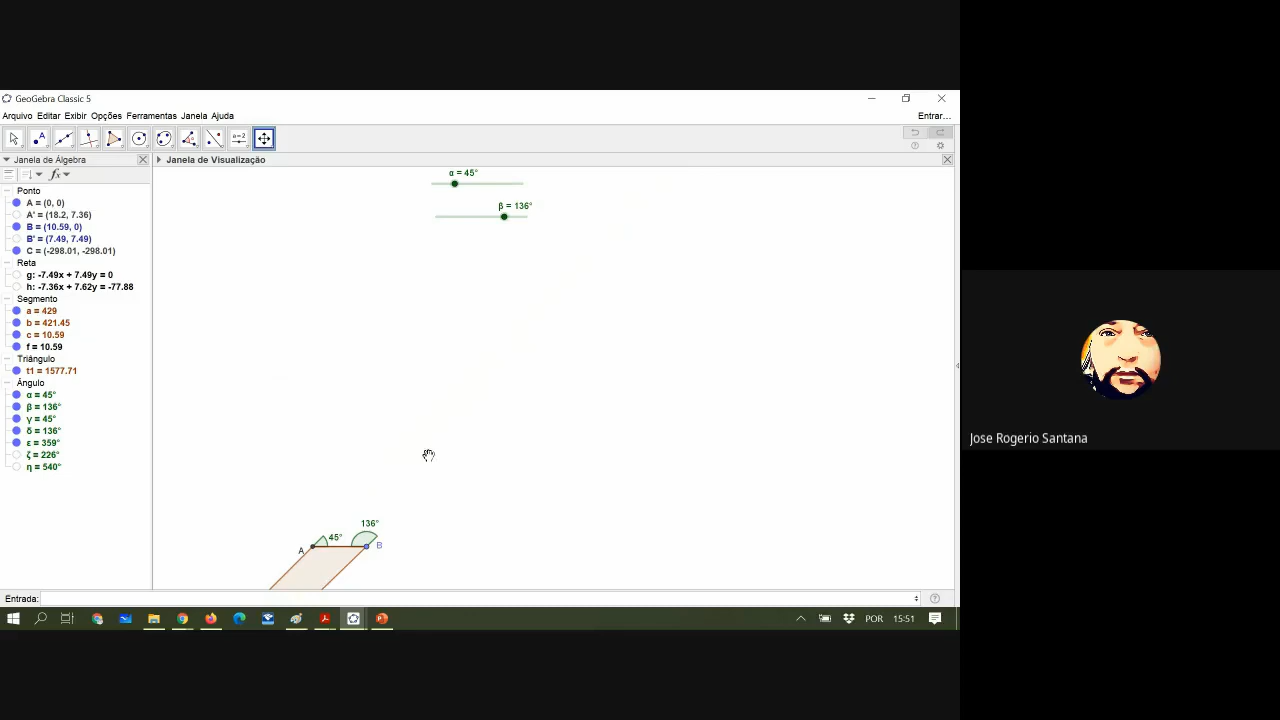 GeoGebra Classic 5
Arquivo Editar Exibir Opções Ferramentas Janela Ajuda
Entrar...
a=2
Janela de Álgebra
Janela de Visualização
fx
Ponto
A = (0, 0)
A' = (18.2, 7.36)
B = (10.59, 0)
B' = (7.49, 7.49)
C = (-298.01, -298.01)
Reta
g: -7.49x + 7.49y = 0
h: -7.36x + 7.62y = -77.88
Segmento
a = 429
b = 421.45
c = 10.59
f = 10.59
Triângulo
t1 = 1577.71
Ângulo
α = 45°
β = 136°
γ = 45°
δ = 136°
ε = 359°
ζ = 226°
η = 540°
α = 45°
β = 136°
136°
45°
A
B
Entrada:
POR
15:51
Jose Rogerio Santana